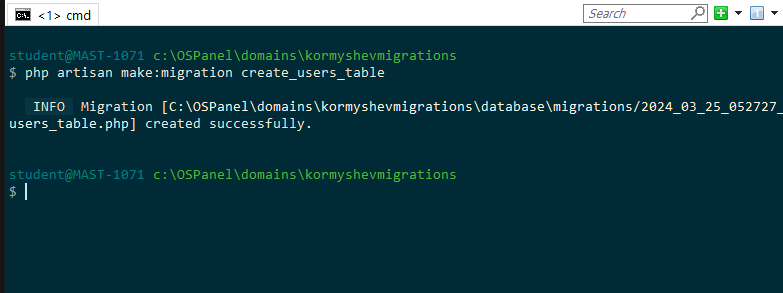 <1> cmd
Search
student@MAST-1071 c:\OSPanel\domains\kormyshevmigrations
$ php artisan make:migration create_users_table
INFO Migration [C:\OSPanel\domains\kormyshevmigrations\database\migrations/2024_03_25_052727_
users_table.php] created successfully.
student@MAST-1071 c:\OSPanel\domains\kormyshevmigrations
$